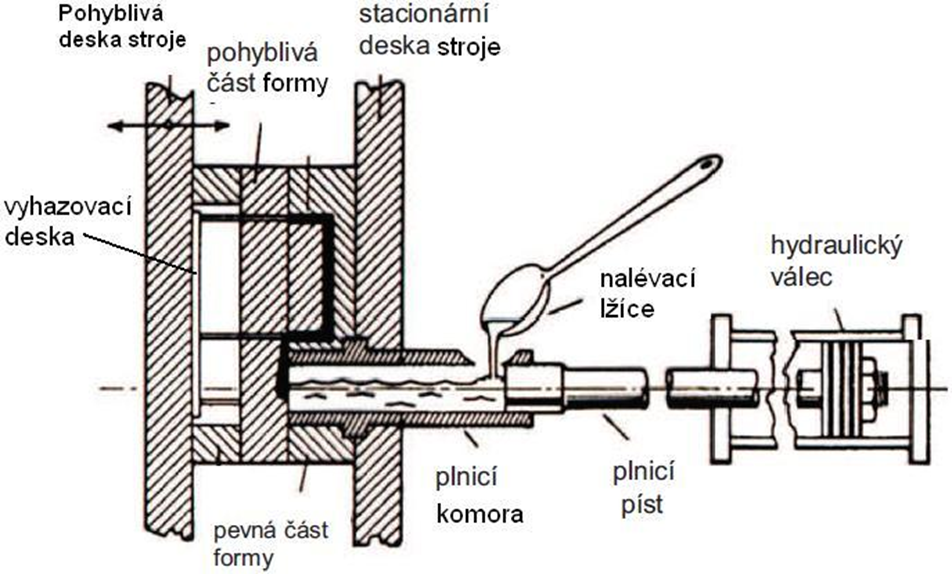 Pohyblivá
deska stroje
pohyblivá
část formy
stacionární
deska stroje
vyhazovací
deska
nalévací
lžíce
hydraulický
válec
plnicí
komora
plnicí
píst
pevná část
formy